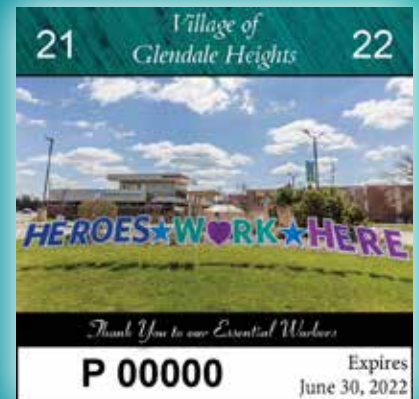 21 Village of 22
Glendale Heights
HEROES★W♥RK★HERE
Thank You to our Essential Workers
P 00000
Expires
June 30, 2022